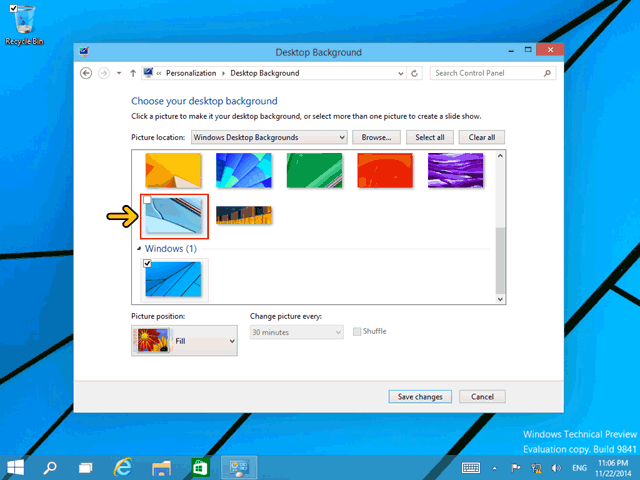 Recycle Bin
Desktop Background
« Personalization Desktop Background
Search Control Panel
Choose your desktop background
Click a picture to make it your desktop background, or select more than one picture to create a slide show.
Picture location: Windows Desktop Backgrounds Browse... Select all Clear all
Windows (1)
Picture position: Change picture every:
Fill 30 minutes Shuffle
Save changes Cancel
Windows Technical Preview
Evaluation copy. Build 9841
11:06 PM
ENG
11/22/2014